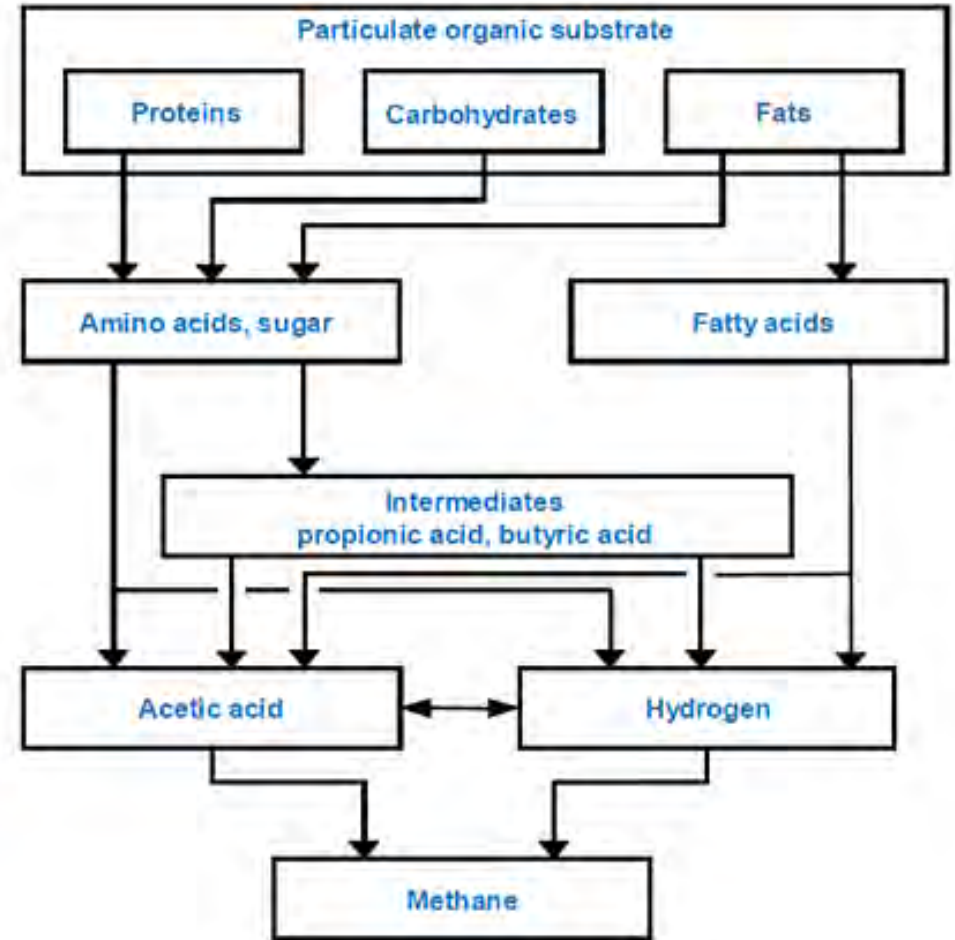 Particulate organic substrate
Proteins
Carbohydrates
Fats
Amino acids, sugar
Fatty acids
Intermediates
propionic acid, butyric acid
Acetic acid
Hydrogen
Methane